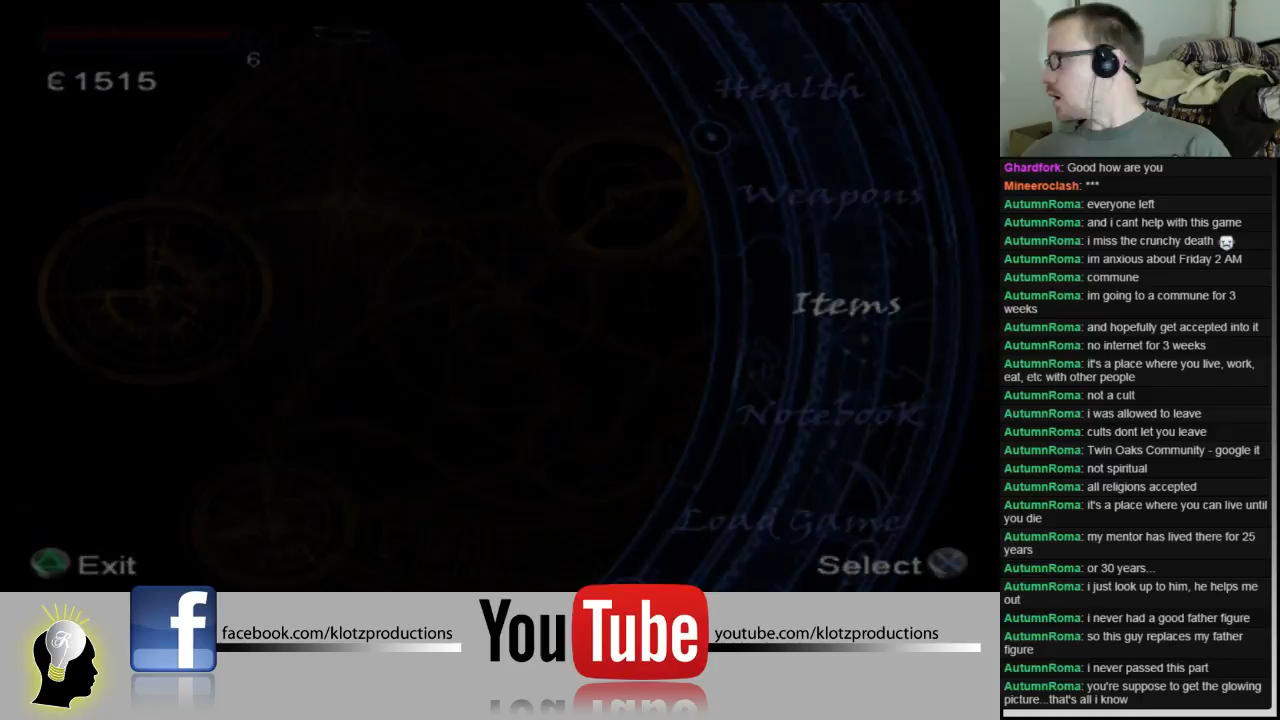 6
€1515
Health
Weapons
Items
Notebook
Load Game
Exit
Select
Ghardfork: Good how are you
Mineeroclash: ***
AutumnRoma: everyone left
AutumnRoma: and i cant help with this game
AutumnRoma: i miss the crunchy death
AutumnRoma: im anxious about Friday 2 AM
AutumnRoma: commune
AutumnRoma: im going to a commune for 3
weeks
AutumnRoma: and hopefully get accepted into it
AutumnRoma: no internet for 3 weeks
AutumnRoma: it's a place where you live, work,
eat, etc with other people
AutumnRoma: not a cult
AutumnRoma: i was allowed to leave
AutumnRoma: cults dont let you leave
AutumnRoma: Twin Oaks Community - google it
AutumnRoma: not spiritual
AutumnRoma: all religions accepted
AutumnRoma: it's a place where you can live until
you die
AutumnRoma: my mentor has lived there for 25
years
AutumnRoma: or 30 years...
AutumnRoma: i just look up to him, he helps me
out
AutumnRoma: i never had a good father figure
AutumnRoma: so this guy replaces my father
figure
AutumnRoma: i never passed this part
AutumnRoma: you're suppose to get the glowing
picture...that's all i know
f
facebook.com/klotzproductions
YouTube
youtube.com/klotzproductions